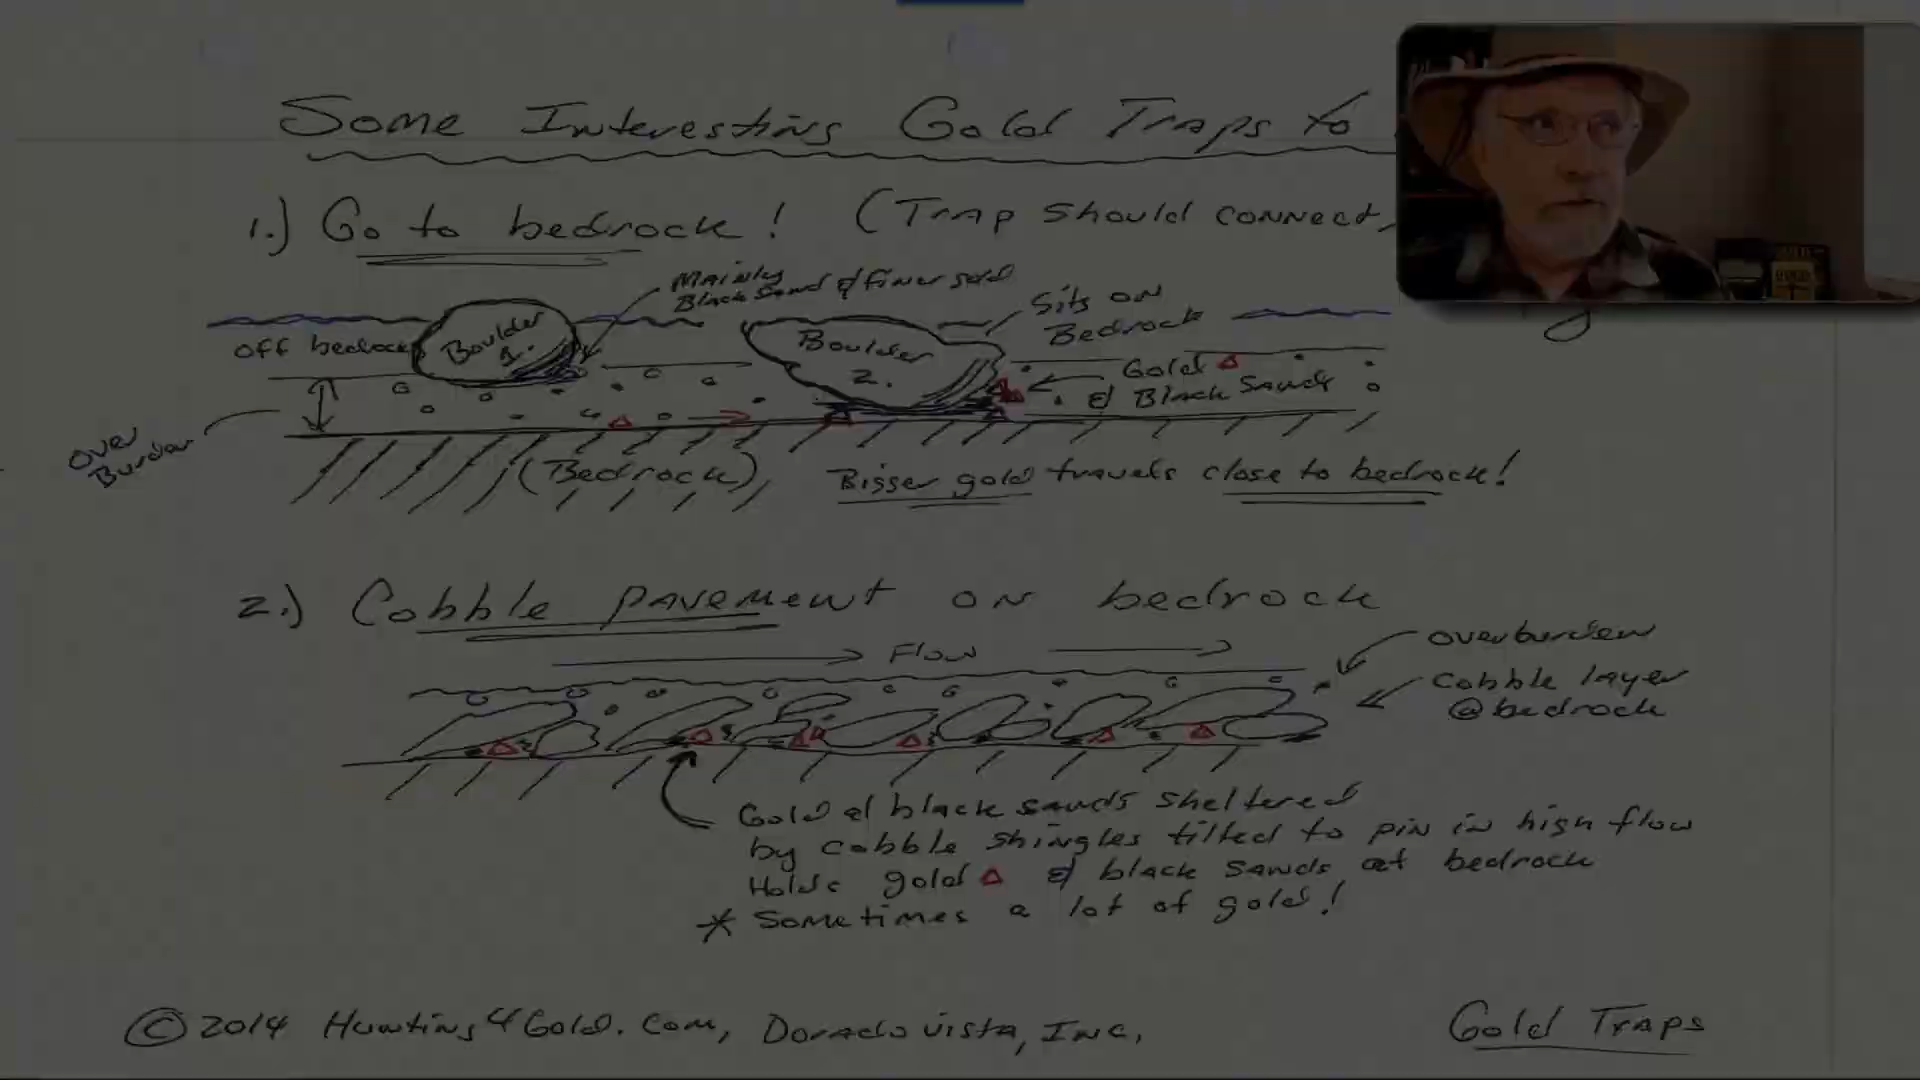 Some Interesting Gold Traps to
1.) Go to bedrock! (Trap should connect,
Mainly
Black Sand & finer gold
Sits on
Bedrock
off bedrock
Boulder
1.
Boulder
2.
Gold
& Black Sands
over
Burden
(Bedrock)
Bigger gold travels close to bedrock!
2.) Cobble pavement on bedrock
Flow
overburden
Cobble layer
@ bedrock
Gold & black sands sheltered
by cobble shingles tilted to pin in high flow
Holds gold & black sands at bedrock
* Sometimes a lot of gold!
© 2014 Hunting4Gold.com, Dorado Vista, Inc.
Gold Traps